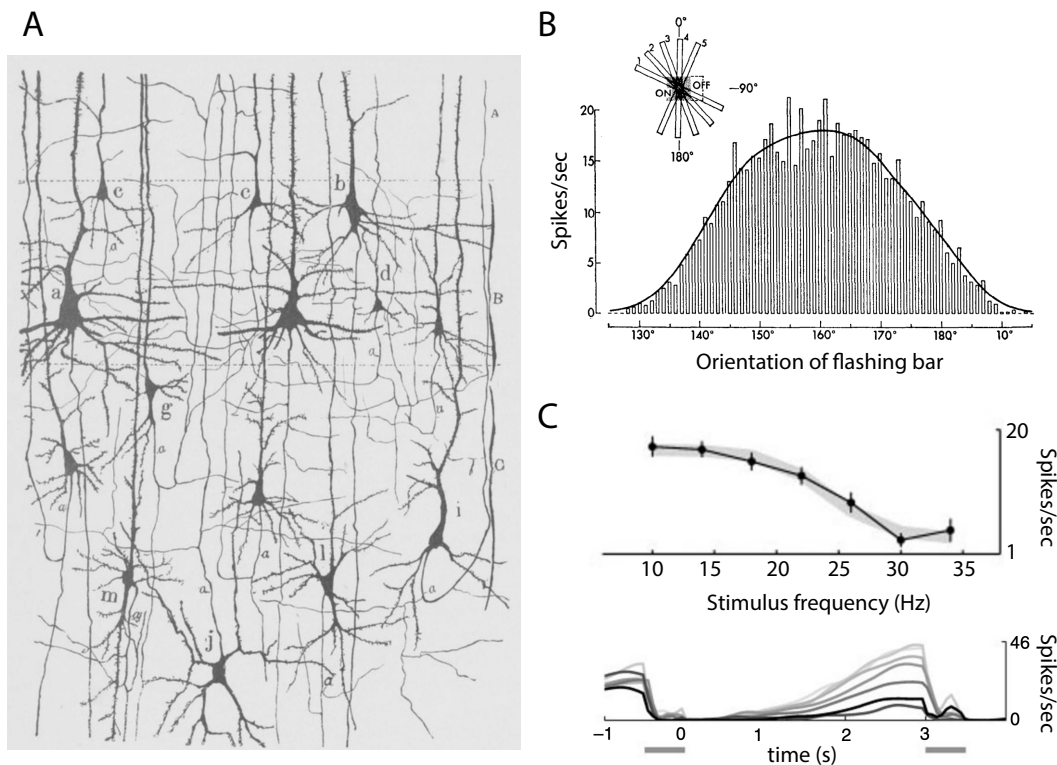 A
A
c
c
b
a
d
a
B
a
a
g
a
a
C
i
a
a
a
a
m
a
j
a
B
0°
1
2
3
4
5
ON
OFF
–90°
180°
20
15
10
5
0
Spikes/sec
130°
140°
150°
160°
170°
180°
10°
Orientation of flashing bar
C
20
Spikes/sec
1
10
15
20
25
30
35
Stimulus frequency (Hz)
46
Spikes/sec
0
−1
0
1
2
3
4
time (s)